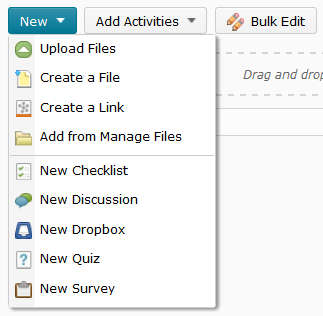 New Add Activities Bulk Edit
Upload Files
Create a File
Drag and drop
Create a Link
Add from Manage Files
New Checklist
New Discussion
New Dropbox
New Quiz
New Survey